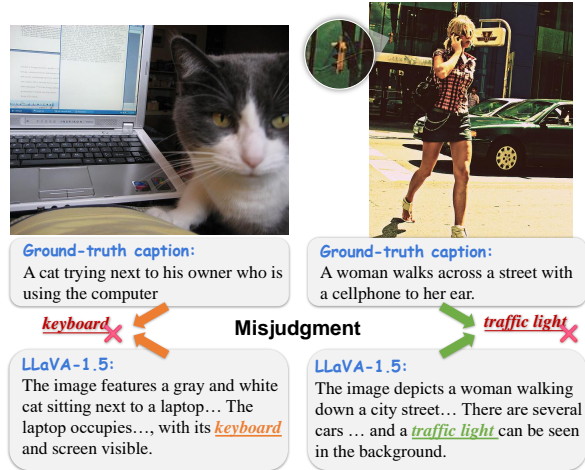 Ground-truth caption:
A cat trying next to his owner who is
using the computer
keyboard
LLaVA-1.5:
The image features a gray and white
cat sitting next to a laptop… The
laptop occupies…, with its keyboard
and screen visible.
Misjudgment
Ground-truth caption:
A woman walks across a street with
a cellphone to her ear.
traffic light
LLaVA-1.5:
The image depicts a woman walking
down a city street… There are several
cars … and a traffic light can be seen
in the background.